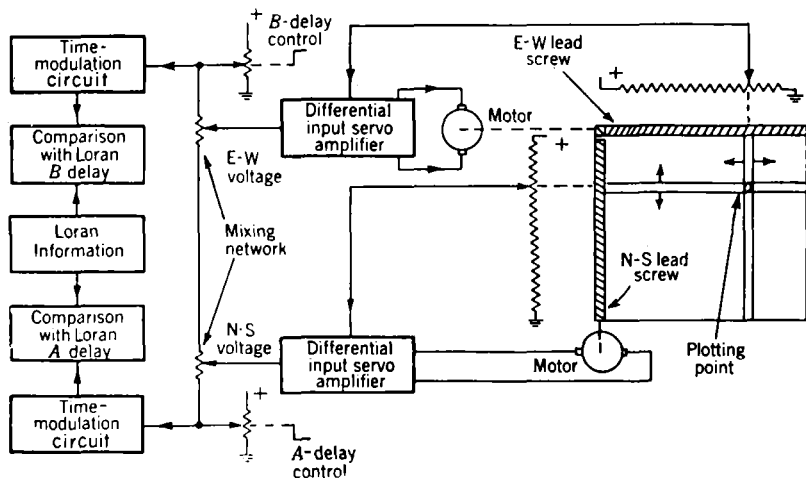 Time-
modulation
circuit
+
B-delay
control
E-W lead
screw
+
Comparison
with Loran
B delay
Differential
input servo
amplifier
Motor
+
E-W
voltage
Loran
Information
Mixing
network
N-S lead
screw
Comparison
with Loran
A delay
N-S
voltage
Differential
input servo
amplifier
Motor
Plotting
point
Time-
modulation
circuit
+
A-delay
control